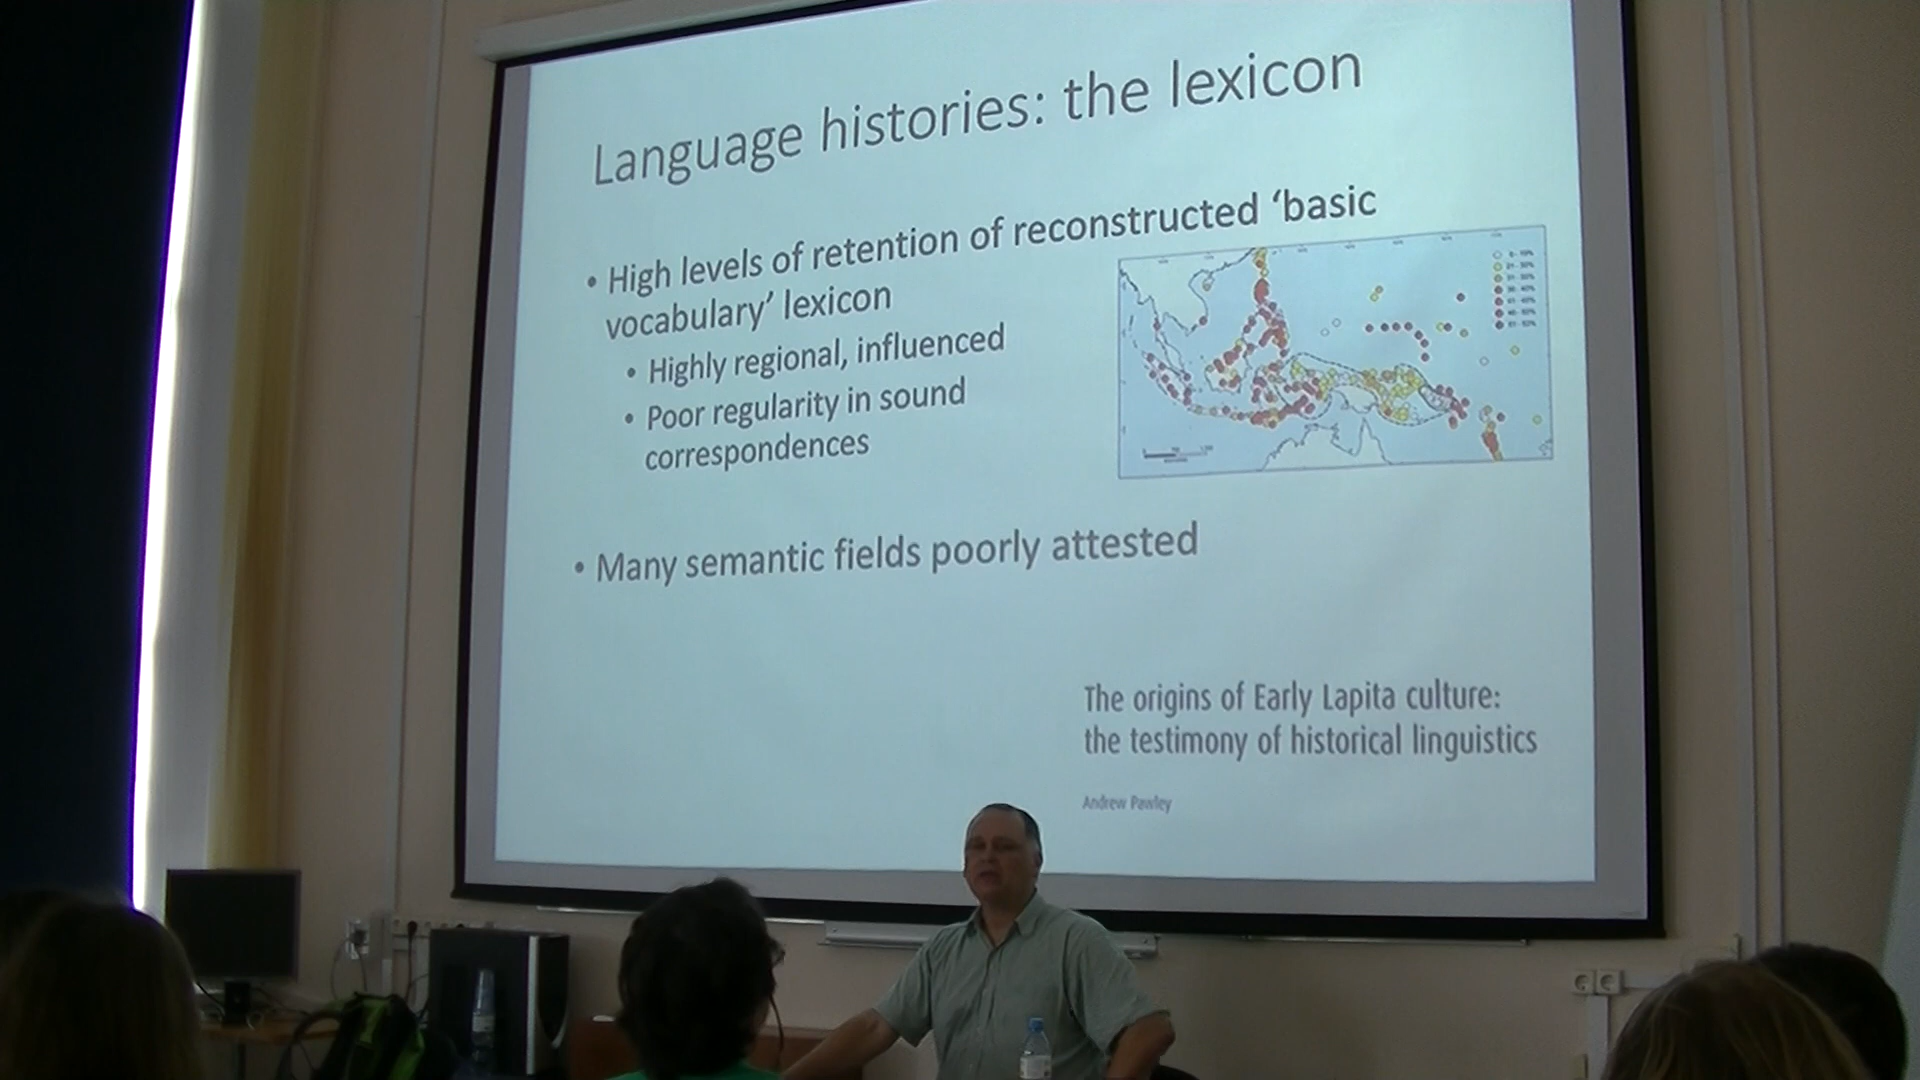 Language histories: the lexicon
• High levels of retention of reconstructed ‘basic
vocabulary’ lexicon
• Highly regional, influenced
• Poor regularity in sound
correspondences
• Many semantic fields poorly attested
The origins of Early Lapita culture:
the testimony of historical linguistics
Andrew Pawley